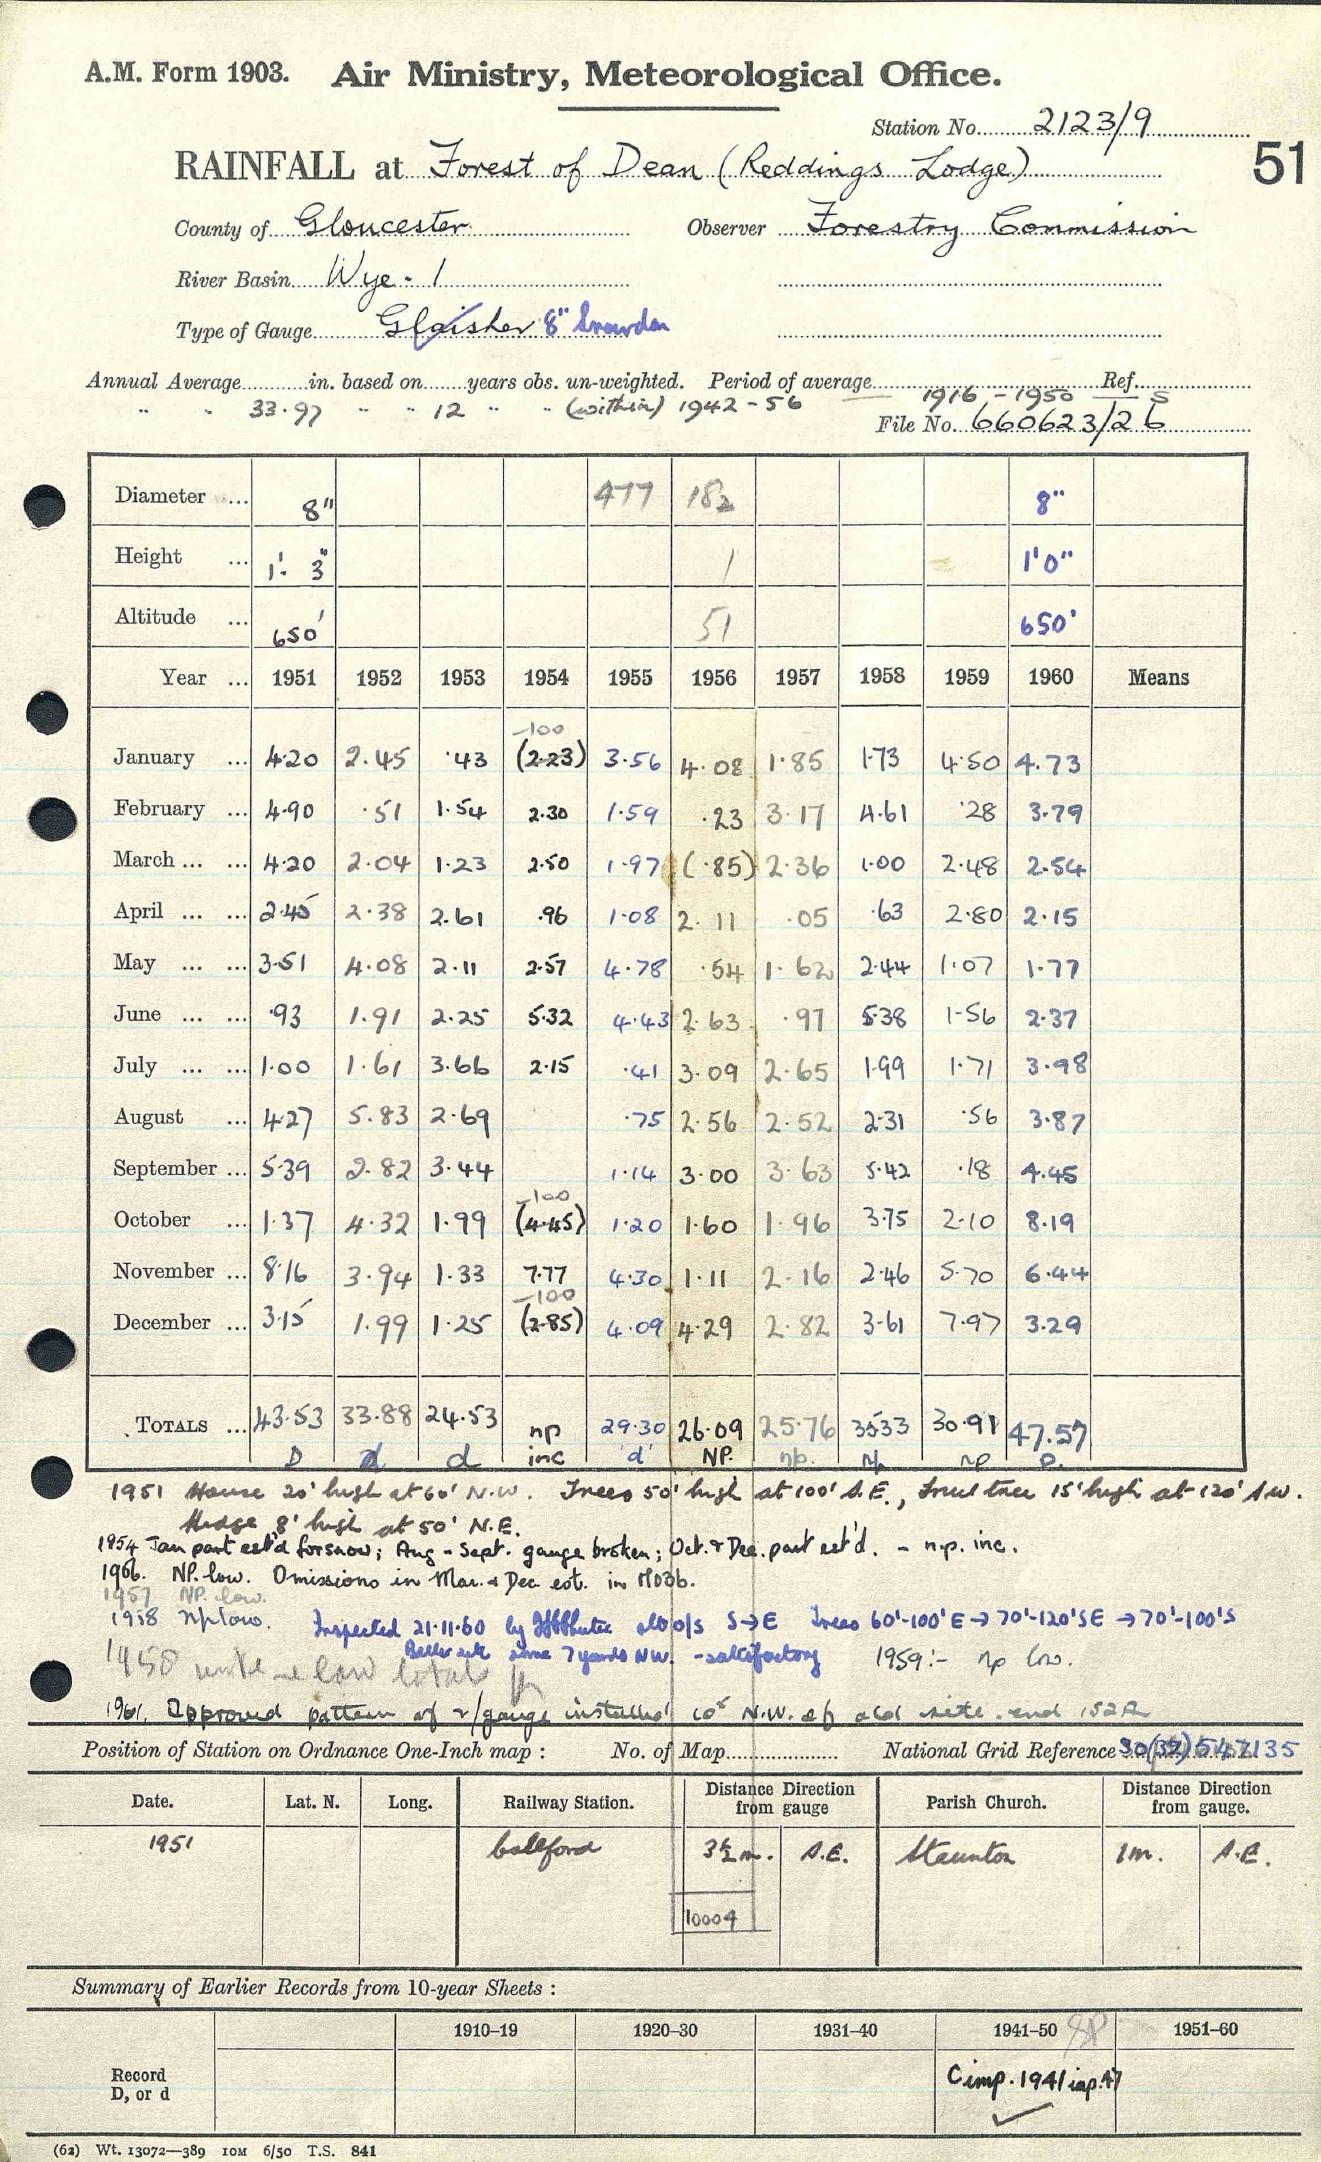 A.M. Form 1903. Air Ministry, Meteorological Office.
Station No. 2123/9
RAINFALL at Forest of Dean (Reddings Lodge)
51
County of Gloucester Observer Forestry Commission
River Basin Wye - 1
Type of Gauge Glaisher 8" Snowdon
Annual Average in. based on years obs. un-weighted. Period of average 1916-1950 Ref. S
" " 33.97 " " 12 " " (within) 1942-56
File No. 660623/26
Diameter ... 8" 477 182 8"
Height ... 1'- 3" 1 1'0"
Altitude ... 650' 51 650'
Year ... 1951 1952 1953 1954 1955 1956 1957 1958 1959 1960 Means
-100
January ... 4.20 2.45 .43 (2.23) 3.56 4.08 1.85 1.73 4.50 4.73
February ... 4.90 .51 1.54 2.30 1.59 .23 3.17 4.61 .28 3.79
March ... ... 4.20 2.04 1.23 2.50 1.97 (.85) 2.36 1.00 2.48 2.54
April ... ... 2.45 2.38 2.61 .96 1.08 2.11 .05 .63 2.80 2.15
May ... ... 3.51 4.08 2.11 2.57 4.78 .54 1.62 2.44 1.07 1.77
June ... ... .93 1.91 2.25 5.32 4.43 2.63 .97 5.38 1.56 2.37
July ... ... 1.00 1.61 3.66 2.15 .41 3.09 2.65 1.99 1.71 3.98
August ... 4.27 5.83 2.69 .75 2.56 2.52 2.31 .56 3.87
September ... 5.39 2.82 3.44 1.14 3.00 3.63 5.42 .18 4.45
-100
October ... 1.37 4.32 1.99 (4.45) 1.20 1.60 1.96 3.75 2.10 8.19
November ... 8.16 3.94 1.33 7.77 4.30 1.11 2.16 2.46 5.70 6.44
-100
December ... 3.15 1.99 1.25 (2.85) 4.09 4.29 2.82 3.61 7.97 3.29
TOTALS ... 43.53 33.88 24.53 np 29.30 26.09 25.76 35.33 30.91 47.57
D d d inc 'd' NP. np. Np np D.
1951 House 20' high at 60' N.W. Trees 50' high at 100' S.E., fruit tree 15' high at 120' S.W.
Hedge 8' high at 50' N.E.
1954 Jan part est'd for snow; Aug - Sept. gauge broken; Oct. & Dec. part est'd. - n.p. inc.
1956. NP. low. Omissions in Mar. & Dec est. in MO3b.
1957 NP. low.
1958 np low. Inspected 21.11.60 by alt o/s S→E Trees 60'-100'E → 70'-120'SE → 70'-100'S
Better site some 7 yards NW. - satisfactory 1959:- np low.
1958 low totals
1961. Approved pattern of r/gauge installed 10x N.W. of old site.
Position of Station on Ordnance One-Inch map : No. of Map National Grid Reference 30(32)547135
Date. Lat. N. Long. Railway Station. Distance from Direction gauge Parish Church. Distance from Direction gauge.
1951 Coleford 3½ m. S.E. Staunton 1m. S.E.
10009
Summary of Earlier Records from 10-year Sheets :
1910–19 1920–30 1931–40 1941–50 1951–60
Record D, or d C imp. 1941 imp. 47
(62) Wt. 13072—389 10M 6/50 T.S. 841